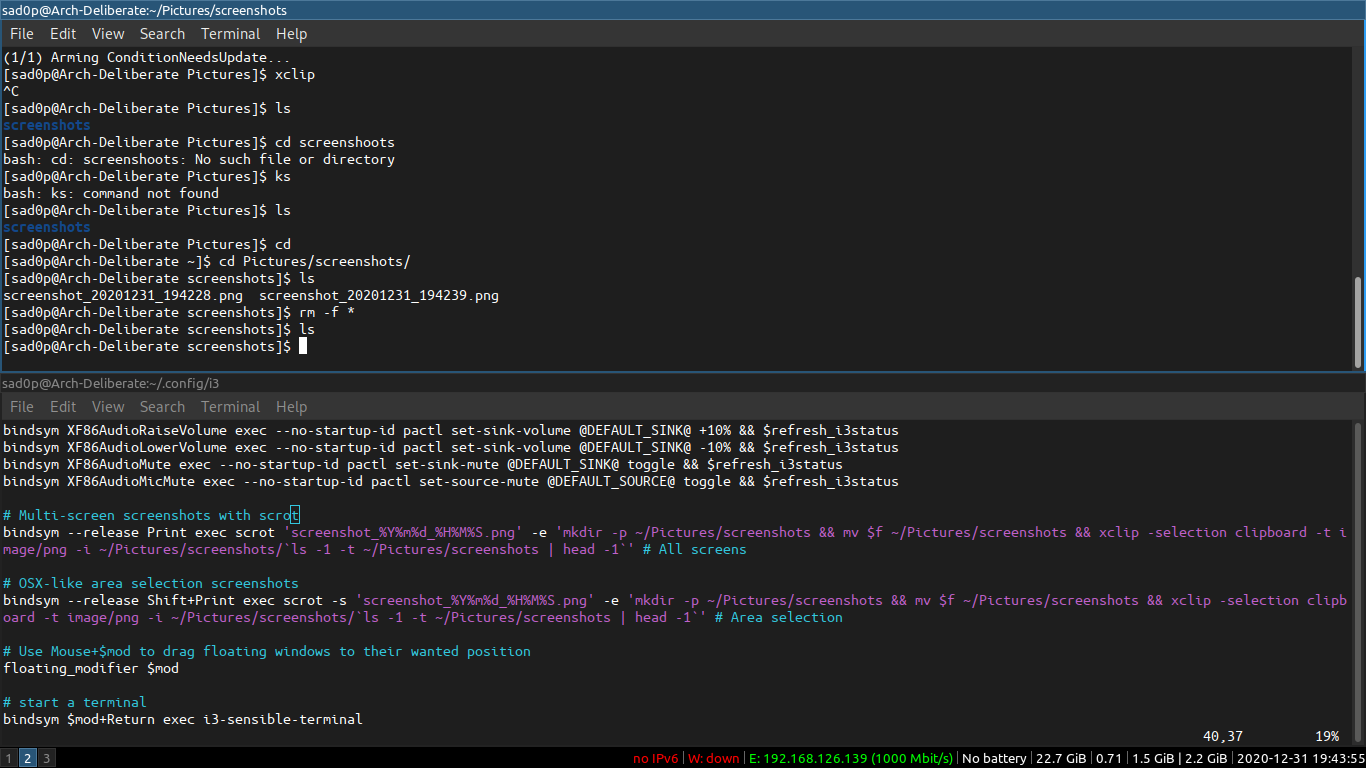 sad0p@Arch-Deliberate:~/Pictures/screenshots
File Edit View Search Terminal Help
(1/1) Arming ConditionNeedsUpdate...
[sad0p@Arch-Deliberate Pictures]$ xclip
^C
[sad0p@Arch-Deliberate Pictures]$ ls
screenshots
[sad0p@Arch-Deliberate Pictures]$ cd screenshoots
bash: cd: screenshoots: No such file or directory
[sad0p@Arch-Deliberate Pictures]$ ks
bash: ks: command not found
[sad0p@Arch-Deliberate Pictures]$ ls
screenshots
[sad0p@Arch-Deliberate Pictures]$ cd
[sad0p@Arch-Deliberate ~]$ cd Pictures/screenshots/
[sad0p@Arch-Deliberate screenshots]$ ls
screenshot_20201231_194228.png  screenshot_20201231_194239.png
[sad0p@Arch-Deliberate screenshots]$ rm -f *
[sad0p@Arch-Deliberate screenshots]$ ls
[sad0p@Arch-Deliberate screenshots]$
sad0p@Arch-Deliberate:~/.config/i3
File Edit View Search Terminal Help
bindsym XF86AudioRaiseVolume exec --no-startup-id pactl set-sink-volume @DEFAULT_SINK@ +10% && $refresh_i3status
bindsym XF86AudioLowerVolume exec --no-startup-id pactl set-sink-volume @DEFAULT_SINK@ -10% && $refresh_i3status
bindsym XF86AudioMute exec --no-startup-id pactl set-sink-mute @DEFAULT_SINK@ toggle && $refresh_i3status
bindsym XF86AudioMicMute exec --no-startup-id pactl set-source-mute @DEFAULT_SOURCE@ toggle && $refresh_i3status
# Multi-screen screenshots with scrot
bindsym --release Print exec scrot 'screenshot_%Y%m%d_%H%M%S.png' -e 'mkdir -p ~/Pictures/screenshots && mv $f ~/Pictures/screenshots && xclip -selection clipboard -t i
mage/png -i ~/Pictures/screenshots/`ls -1 -t ~/Pictures/screenshots | head -1`' # All screens
# OSX-like area selection screenshots
bindsym --release Shift+Print exec scrot -s 'screenshot_%Y%m%d_%H%M%S.png' -e 'mkdir -p ~/Pictures/screenshots && mv $f ~/Pictures/screenshots && xclip -selection clipb
oard -t image/png -i ~/Pictures/screenshots/`ls -1 -t ~/Pictures/screenshots | head -1`' # Area selection
# Use Mouse+$mod to drag floating windows to their wanted position
floating_modifier $mod
# start a terminal
bindsym $mod+Return exec i3-sensible-terminal
40,37 19%
1 2 3 no IPv6 | W: down | E: 192.168.126.139 (1000 Mbit/s) | No battery | 22.7 GiB | 0.71 | 1.5 GiB | 2.2 GiB | 2020-12-31 19:43:55